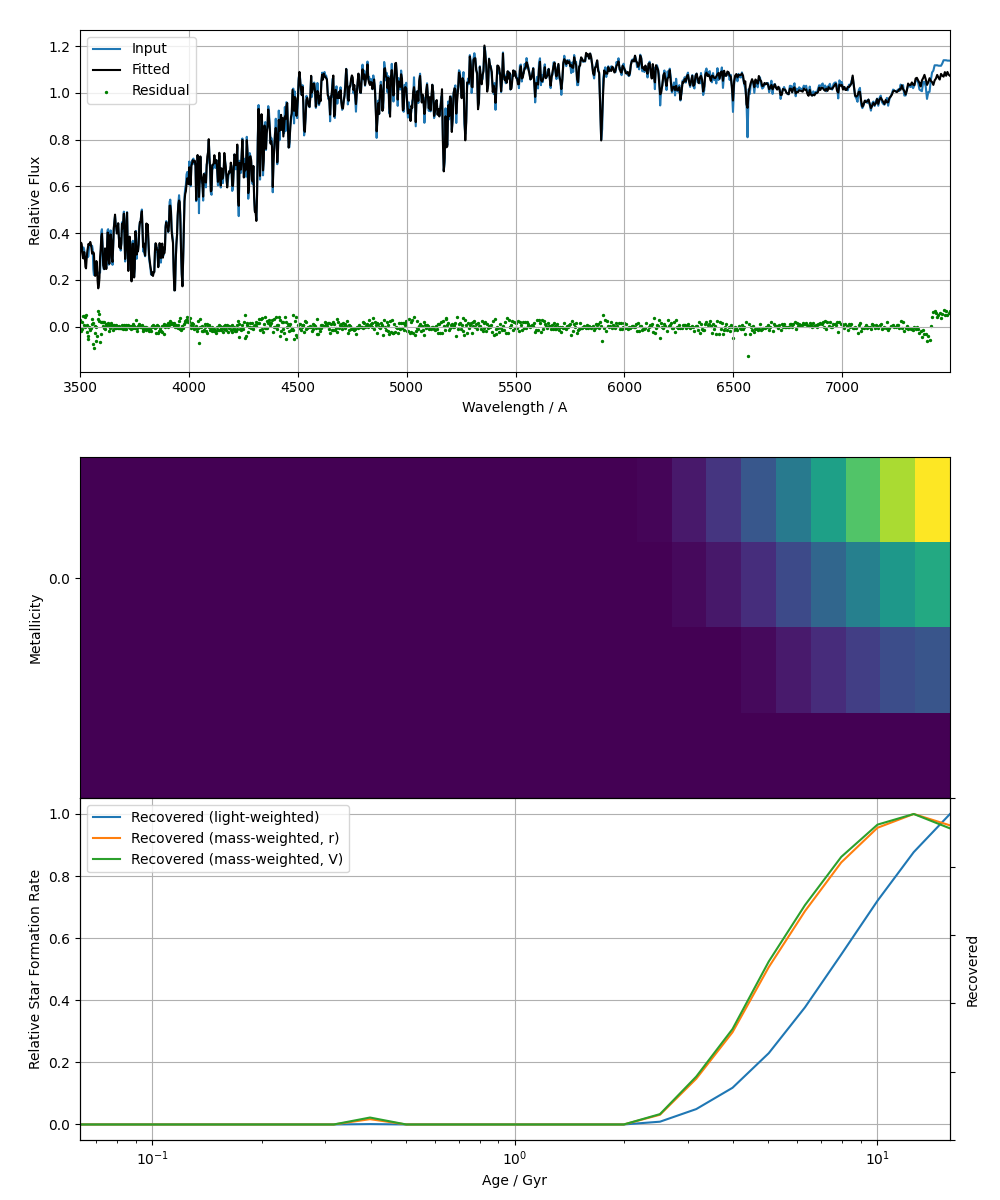 Input
Fitted
Residual
1.2
1.0
0.8
0.6
0.4
0.2
0.0
Relative Flux
3500 4000 4500 5000 5500 6000 6500 7000
Wavelength / A
0.0
Metallicity
Recovered (light-weighted)
Recovered (mass-weighted, r)
Recovered (mass-weighted, V)
1.0
0.8
0.6
0.4
0.2
0.0
Relative Star Formation Rate
Recovered
10⁻¹ 10⁰ 10¹
Age / Gyr